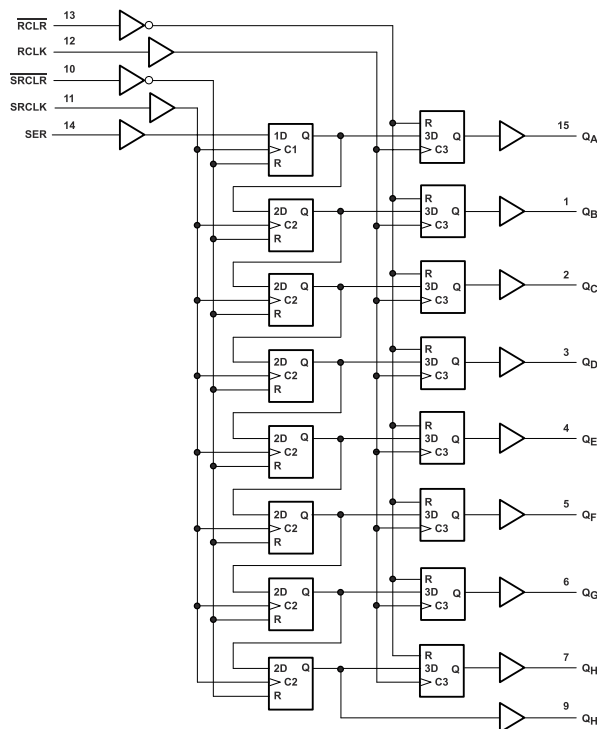 RCLR 13
RCLK 12
SRCLR 10
SRCLK 11
SER 14
1D Q
C1
R
R
3D Q
C3
15 QA
2D Q
C2
R
R
3D Q
C3
1 QB
2D Q
C2
R
R
3D Q
C3
2 QC
2D Q
C2
R
R
3D Q
C3
3 QD
2D Q
C2
R
R
3D Q
C3
4 QE
2D Q
C2
R
R
3D Q
C3
5 QF
2D Q
C2
R
R
3D Q
C3
6 QG
2D Q
C2
R
R
3D Q
C3
7 QH
9 QH